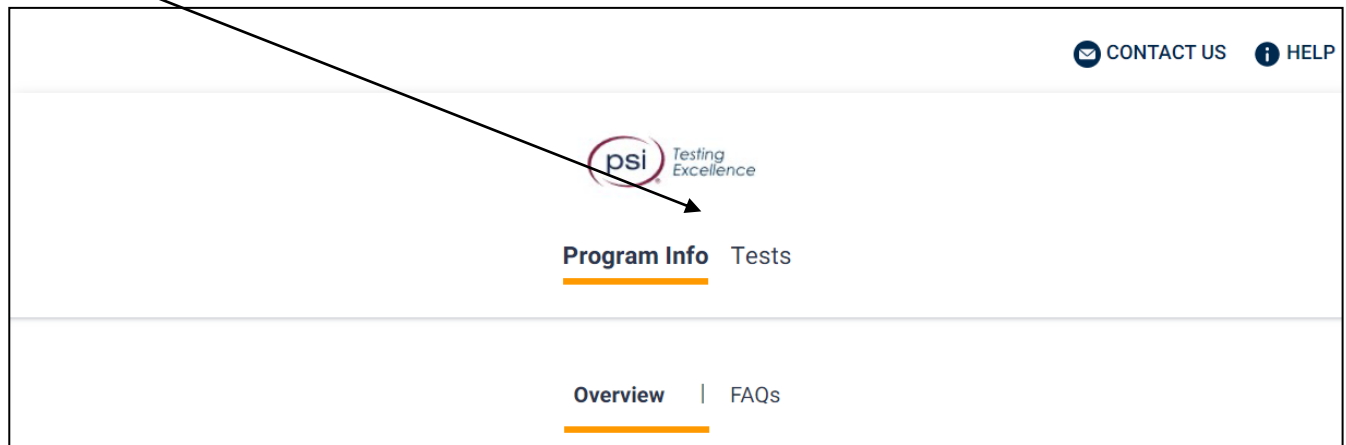 CONTACT US HELP
psi Testing
Excellence
Program Info Tests
Overview | FAQs